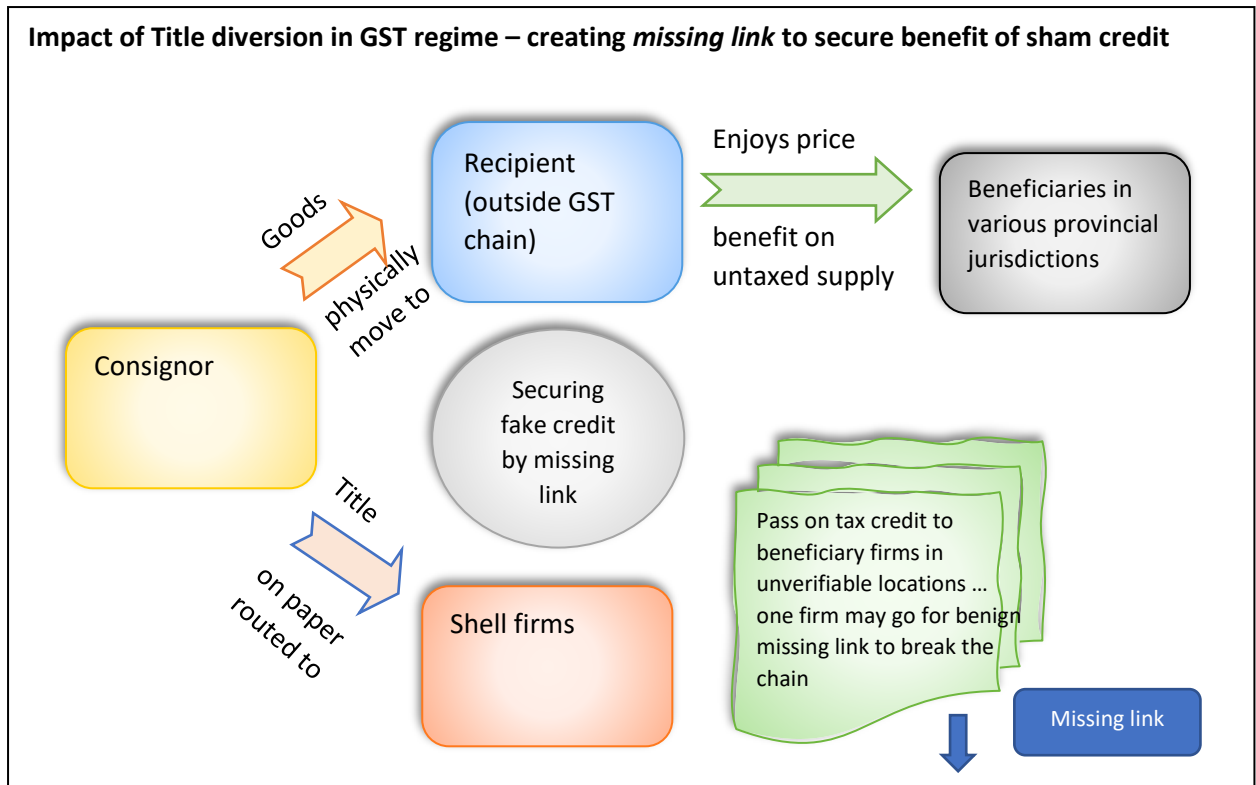 Impact of Title diversion in GST regime – creating missing link to secure benefit of sham credit
Goods
physically
move to
Recipient
(outside GST
chain)
Enjoys price
benefit on
untaxed supply
Beneficiaries in
various provincial
jurisdictions
Consignor
Securing
fake credit
by missing
link
Title
on paper
routed to
Shell firms
Pass on tax credit to
beneficiary firms in
unverifiable locations …
one firm may go for benign
missing link to break the
chain
Missing link